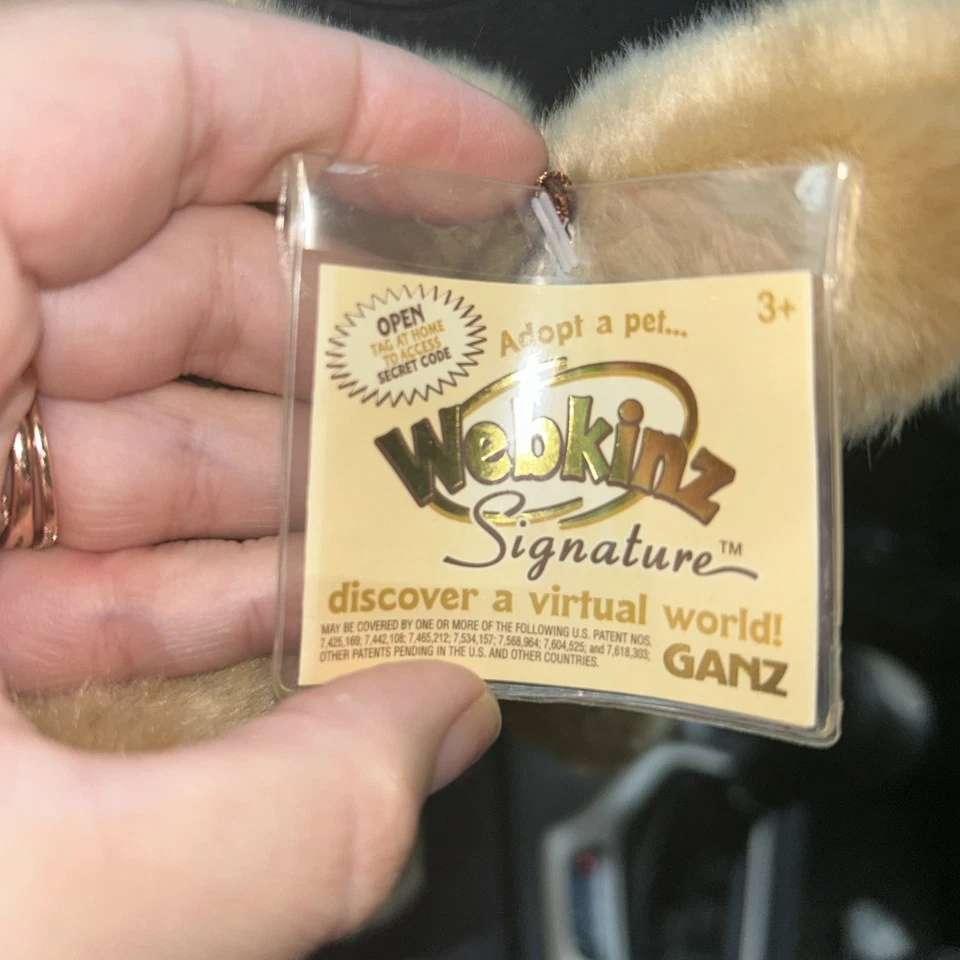 OPEN
TAG AT HOME
TO ACCESS
SECRET CODE
Adopt a pet...
3+
Webkinz
Signature™
discover a virtual world!
MAY BE COVERED BY ONE OR MORE OF THE FOLLOWING U.S. PATENT NOS.
7,425,169; 7,442,108; 7,465,212; 7,534,157; 7,568,964; 7,604,525; and 7,618,303;
OTHER PATENTS PENDING IN THE U.S. AND OTHER COUNTRIES.
GANZ